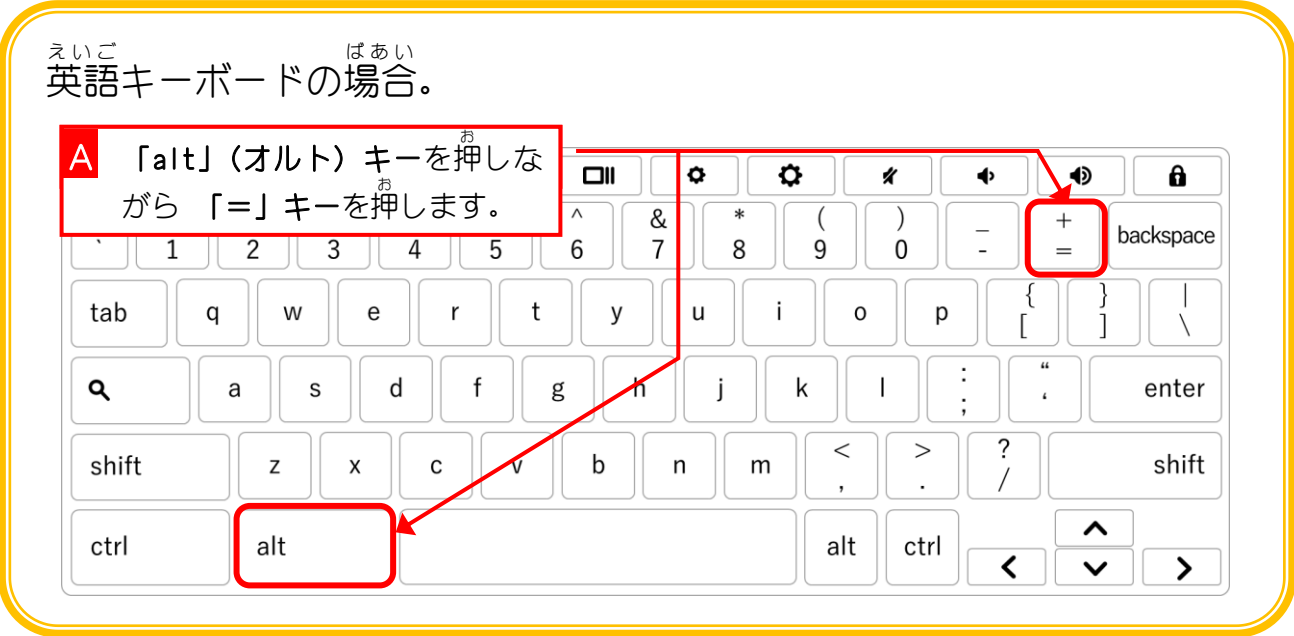 えいご ばあい
英語キーボードの場合。
お
A 「alt」(オルト) キーを押しな
お
がら 「=」キーを押します。
^ & * ( ) _ +
` 1 2 3 4 5 6 7 8 9 0 - = backspace
{ } |
tab q w e r t y u i o p [ ] \
: “
a s d f g h j k l ; ‘ enter
< > ?
shift z x c v b n m , . / shift
ctrl alt alt ctrl